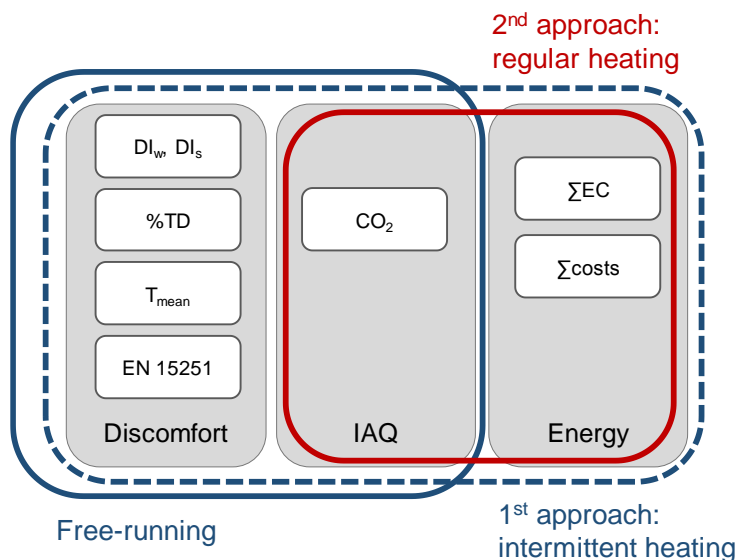 2nd approach:
regular heating
DIw, DIs
%TD
Tmean
EN 15251
Discomfort
CO2
IAQ
∑EC
∑costs
Energy
Free-running
1st approach:
intermittent heating